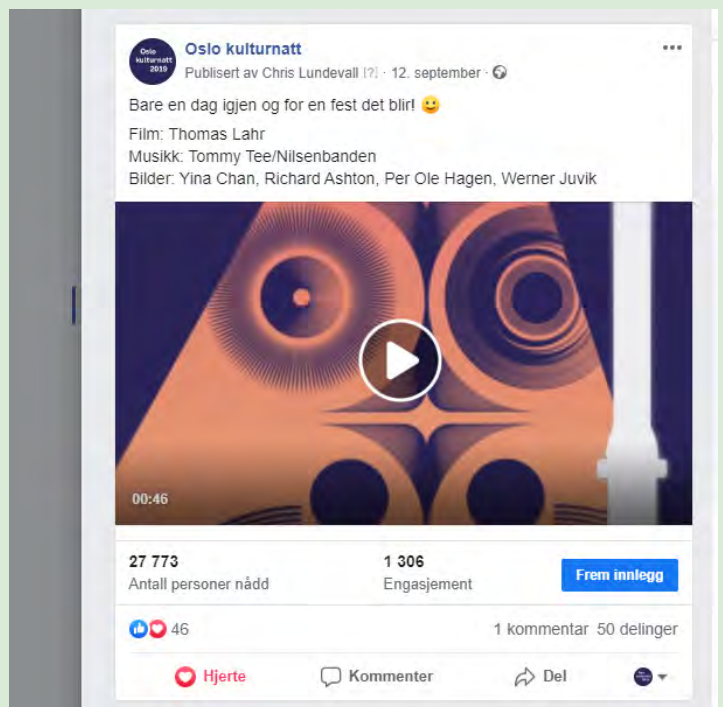 Oslo
kulturnatt
2019
Oslo kulturnatt
Publisert av Chris Lundevall [?] · 12. september ·
Bare en dag igjen og for en fest det blir! 😀
Film: Thomas Lahr
Musikk: Tommy Tee/Nilsenbanden
Bilder: Yina Chan, Richard Ashton, Per Ole Hagen, Werner Juvik
00:46
27 773 1 306
Antall personer nådd Engasjement
Frem innlegg
46 1 kommentar 50 delinger
Hjerte Kommenter Del